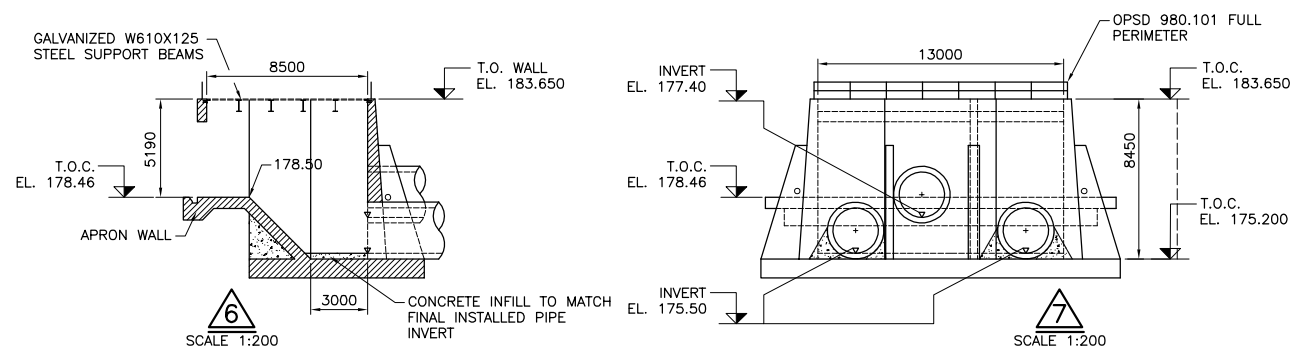 GALVANIZED W610X125
STEEL SUPPORT BEAMS
8500
T.O. WALL
EL. 183.650
5190
178.50
T.O.C.
EL. 178.46
APRON WALL
3000
CONCRETE INFILL TO MATCH
FINAL INSTALLED PIPE
INVERT
6
SCALE 1:200
OPSD 980.101 FULL
PERIMETER
13000
INVERT
EL. 177.40
T.O.C.
EL. 183.650
8450
T.O.C.
EL. 178.46
T.O.C.
EL. 175.200
INVERT
EL. 175.50
7
SCALE 1:200